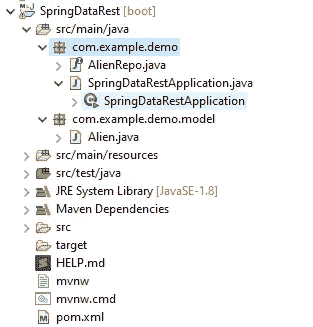 SpringDataRest [boot]
src/main/java
com.example.demo
AlienRepo.java
SpringDataRestApplication.java
SpringDataRestApplication
com.example.demo.model
Alien.java
src/main/resources
src/test/java
JRE System Library [JavaSE-1.8]
Maven Dependencies
src
target
HELP.md
mvnw
mvnw.cmd
pom.xml